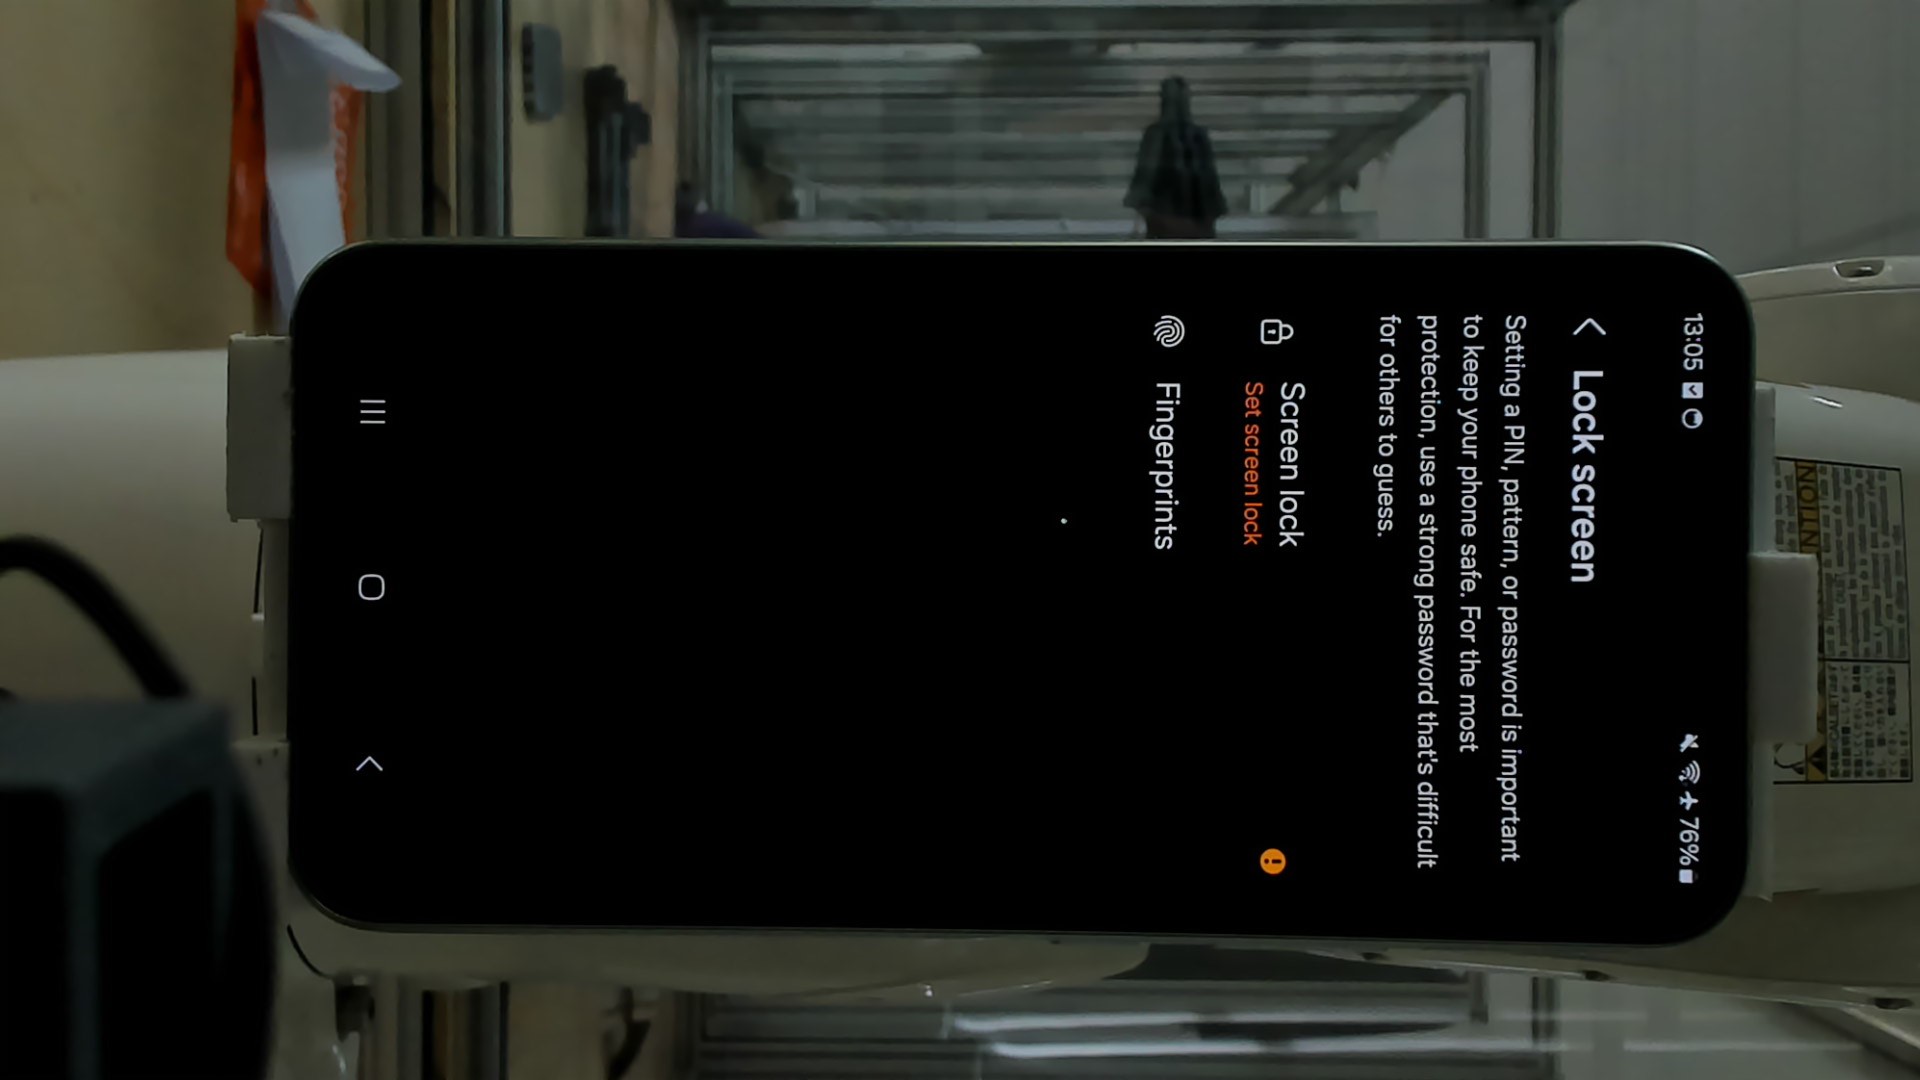 13:05
76%
Lock screen
Setting a PIN, pattern, or password is important
to keep your phone safe. For the most
protection, use a strong password that's difficult
for others to guess.
Screen lock
Set screen lock
Fingerprints